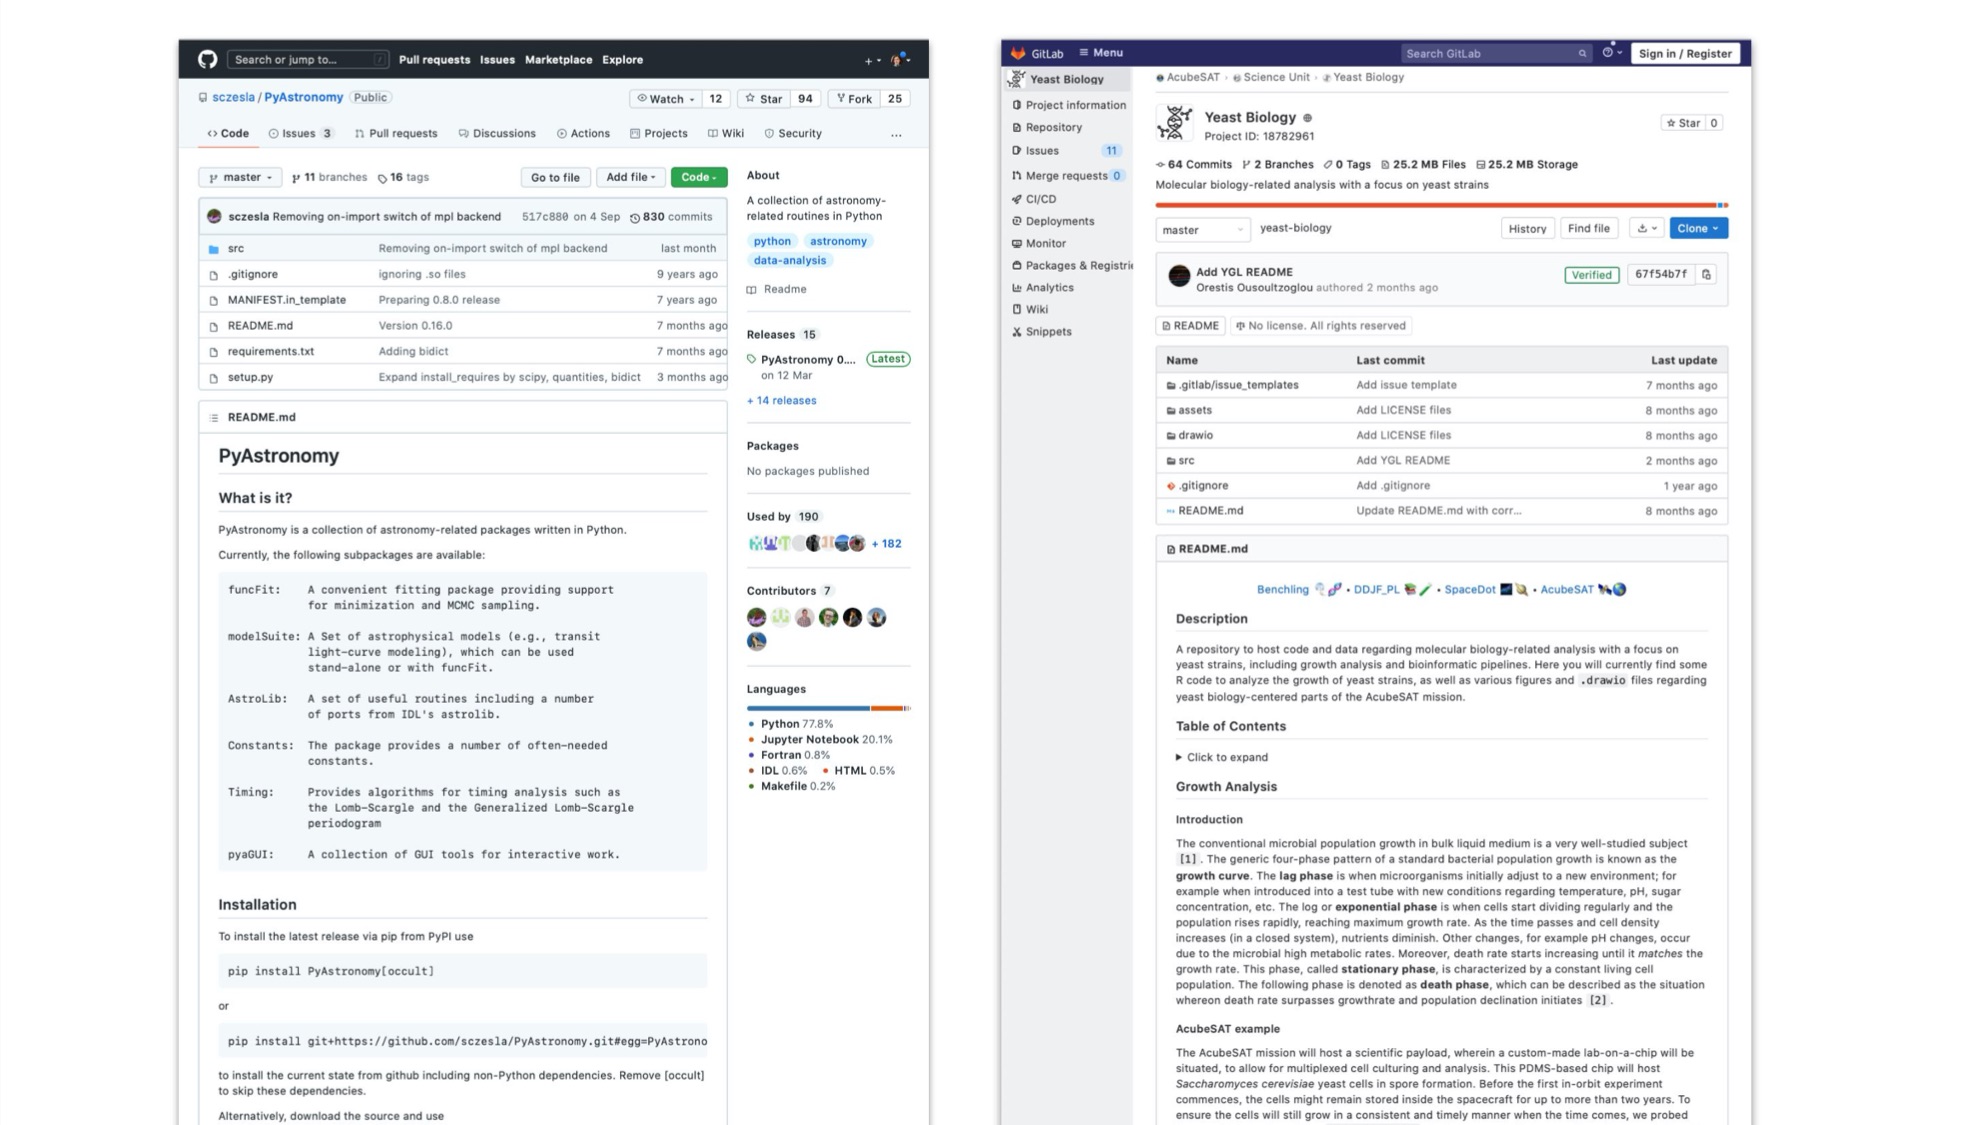 Search or jump to... / Pull requests Issues Marketplace Explore
sczesla / PyAstronomy Public
Watch 12 Star 94 Fork 25
Code Issues 3 Pull requests Discussions Actions Projects Wiki Security ...
master 11 branches 16 tags Go to file Add file Code
sczesla Removing on-import switch of mpl backend 517c880 on 4 Sep 830 commits
src Removing on-import switch of mpl backend last month
.gitignore ignoring .so files 9 years ago
MANIFEST.in_template Preparing 0.8.0 release 7 years ago
README.md Version 0.16.0 7 months ago
requirements.txt Adding bidict 7 months ago
setup.py Expand install_requires by scipy, quantities, bidict 3 months ago
README.md
PyAstronomy
What is it?
PyAstronomy is a collection of astronomy-related packages written in Python.
Currently, the following subpackages are available:
funcFit: A convenient fitting package providing support
for minimization and MCMC sampling.
modelSuite: A Set of astrophysical models (e.g., transit
light-curve modeling), which can be used
stand-alone or with funcFit.
AstroLib: A set of useful routines including a number
of ports from IDL's astrolib.
Constants: The package provides a number of often-needed
constants.
Timing: Provides algorithms for timing analysis such as
the Lomb-Scargle and the Generalized Lomb-Scargle
periodogram
pyaGUI: A collection of GUI tools for interactive work.
Installation
To install the latest release via pip from PyPI use
pip install PyAstronomy[occult]
or
pip install git+https://github.com/sczesla/PyAstronomy.git#egg=PyAstrono
to install the current state from github including non-Python dependencies. Remove [occult]
to skip these dependencies.
Alternatively, download the source and use
About
A collection of astronomy-
related routines in Python
python astronomy
data-analysis
Readme
Releases 15
PyAstronomy 0.... Latest
on 12 Mar
+ 14 releases
Packages
No packages published
Used by 190
+ 182
Contributors 7
Languages
Python 77.8%
Jupyter Notebook 20.1%
Fortran 0.8%
IDL 0.6% HTML 0.5%
Makefile 0.2%
GitLab Menu Search GitLab Sign in / Register
Yeast Biology
Project information
Repository
Issues 11
Merge requests 0
CI/CD
Deployments
Monitor
Packages & Registrie
Analytics
Wiki
Snippets
AcubeSAT › Science Unit › Yeast Biology
Yeast Biology
Project ID: 18782961
Star 0
64 Commits 2 Branches 0 Tags 25.2 MB Files 25.2 MB Storage
Molecular biology-related analysis with a focus on yeast strains
master yeast-biology History Find file Clone
Add YGL README
Orestis Ousoultzoglou authored 2 months ago
Verified 67f54b7f
README No license. All rights reserved
Name Last commit Last update
.gitlab/issue_templates Add issue template 7 months ago
assets Add LICENSE files 8 months ago
drawio Add LICENSE files 8 months ago
src Add YGL README 2 months ago
.gitignore Add .gitignore 1 year ago
README.md Update README.md with corr... 8 months ago
README.md
Benchling • DDJF_PL • SpaceDot • AcubeSAT
Description
A repository to host code and data regarding molecular biology-related analysis with a focus on
yeast strains, including growth analysis and bioinformatic pipelines. Here you will currently find some
R code to analyze the growth of yeast strains, as well as various figures and .drawio files regarding
yeast biology-centered parts of the AcubeSAT mission.
Table of Contents
Click to expand
Growth Analysis
Introduction
The conventional microbial population growth in bulk liquid medium is a very well-studied subject
[1] . The generic four-phase pattern of a standard bacterial population growth is known as the
growth curve. The lag phase is when microorganisms initially adjust to a new environment; for
example when introduced into a test tube with new conditions regarding temperature, pH, sugar
concentration, etc. The log or exponential phase is when cells start dividing regularly and the
population rises rapidly, reaching maximum growth rate. As the time passes and cell density
increases (in a closed system), nutrients diminish. Other changes, for example pH changes, occur
due to the microbial high metabolic rates. Moreover, death rate starts increasing until it matches the
growth rate. This phase, called stationary phase, is characterized by a constant living cell
population. The following phase is denoted as death phase, which can be described as the situation
whereon death rate surpasses growthrate and population declination initiates [2] .
AcubeSAT example
The AcubeSAT mission will host a scientific payload, wherein a custom-made lab-on-a-chip will be
situated, to allow for multiplexed cell culturing and analysis. This PDMS-based chip will host
Saccharomyces cerevisiae yeast cells in spore formation. Before the first in-orbit experiment
commences, the cells might remain stored inside the spacecraft for up to more than two years. To
ensure the cells will still grow in a consistent and timely manner when the time comes, we probed